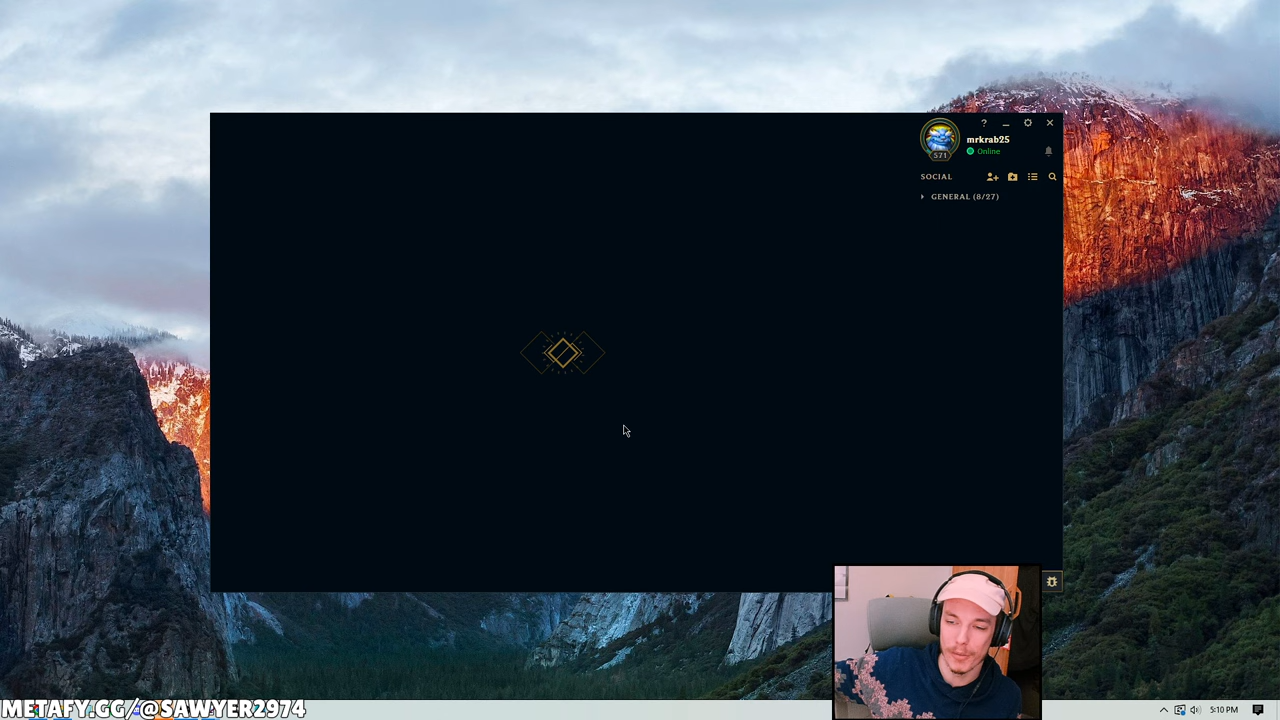 ?
mrkrab25
571
Online
SOCIAL
GENERAL (8/27)
METAFY.GG/@SAWYER2974
5:10 PM